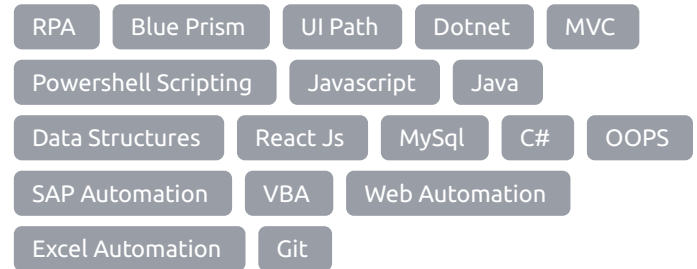 RPA Blue Prism UI Path Dotnet MVC
Powershell Scripting Javascript Java
Data Structures React Js MySql C# OOPS
SAP Automation VBA Web Automation
Excel Automation Git